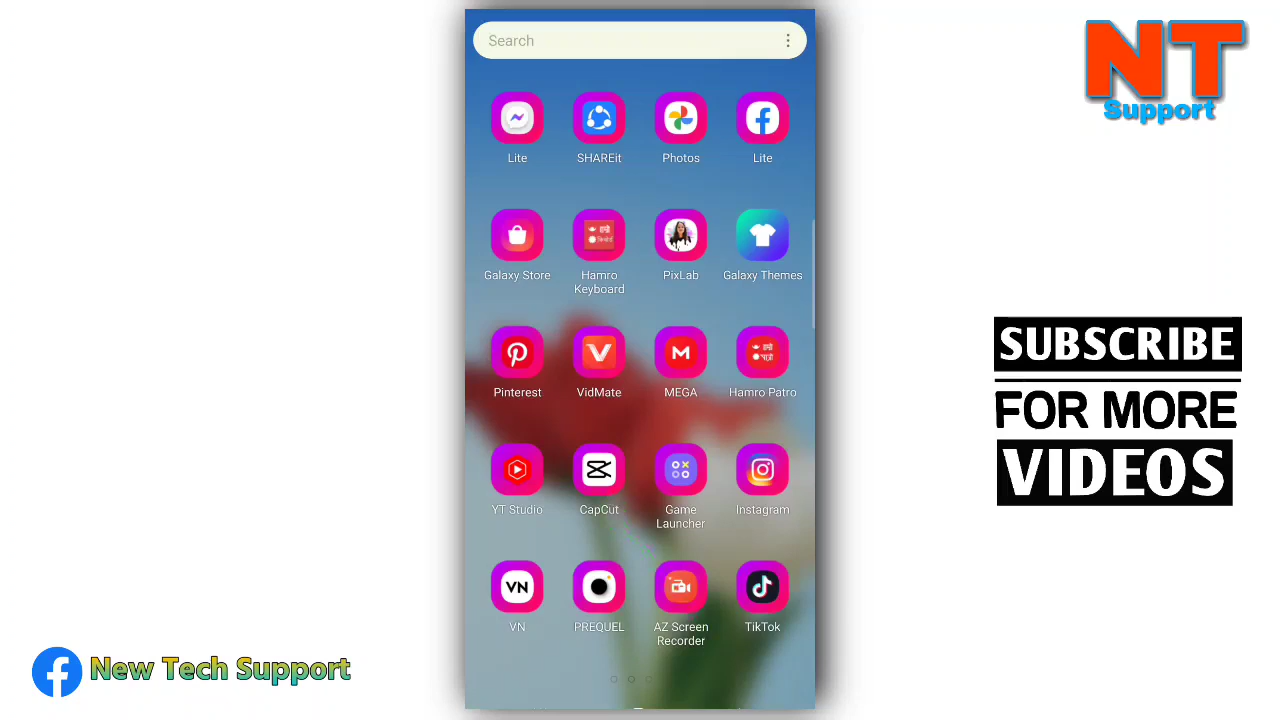 Search
NT
Support
Lite
SHAREit
Photos
Lite
Galaxy Store
Hamro
Keyboard
PixLab
Galaxy Themes
Pinterest
VidMate
MEGA
Hamro Patro
SUBSCRIBE
FOR MORE
VIDEOS
YT Studio
CapCut
Game
Launcher
Instagram
VN
VN
PREQUEL
AZ Screen
Recorder
TikTok
New Tech Support